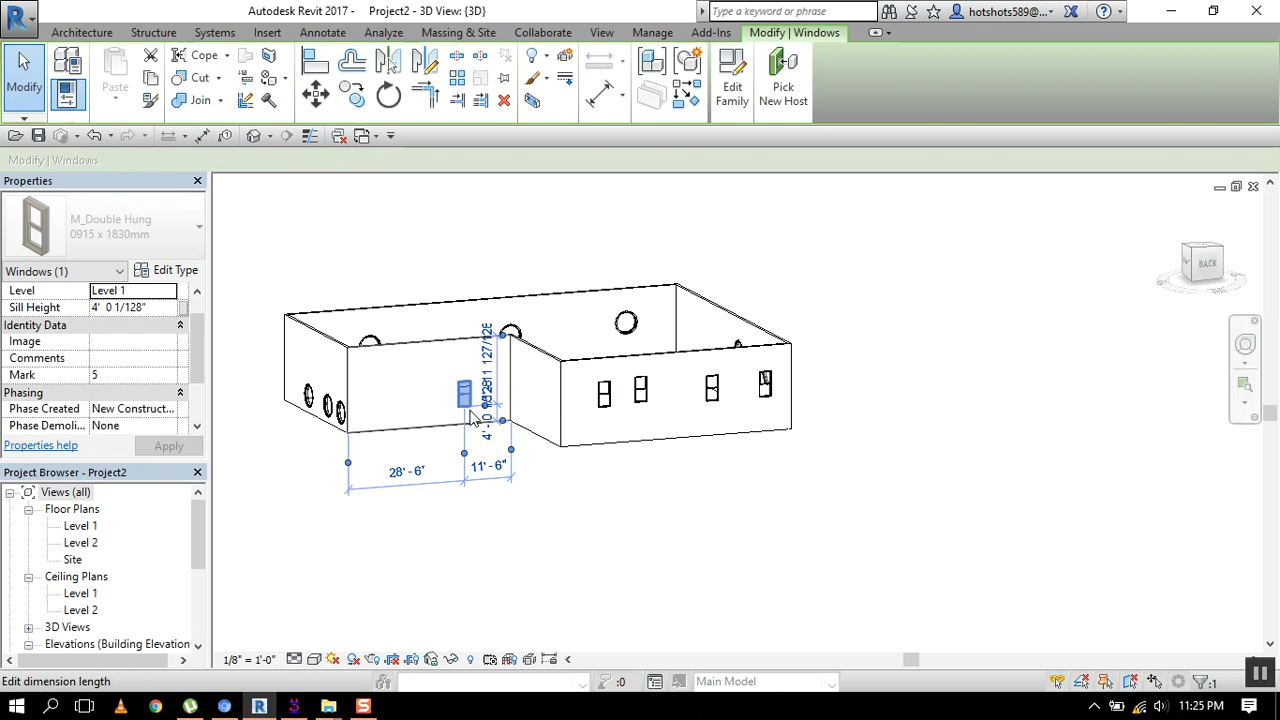 Autodesk Revit 2017 - Project2 - 3D View: {3D}
Type a keyword or phrase
hotshots589@gm...
Architecture Structure Systems Insert Annotate Analyze Massing & Site Collaborate View Manage Add-Ins Modify | Windows
Modify
Paste
Cope
Cut
Join
Edit
Family
Pick
New Host
Modify | Windows
Properties
M_Double Hung
0915 x 1830mm
Windows (1)
Edit Type
Level Level 1
Sill Height 4' 0 1/128"
Identity Data
Image
Comments
Mark 5
Phasing
Phase Created New Construct...
Phase Demoli... None
Properties help
Apply
Project Browser - Project2
Views (all)
Floor Plans
Level 1
Level 2
Site
Ceiling Plans
Level 1
Level 2
3D Views
Elevations (Building Elevation
BACK
28' - 6"
11' - 6"
1/8" = 1'-0"
Edit dimension length
:0
Main Model
:1
11:25 PM